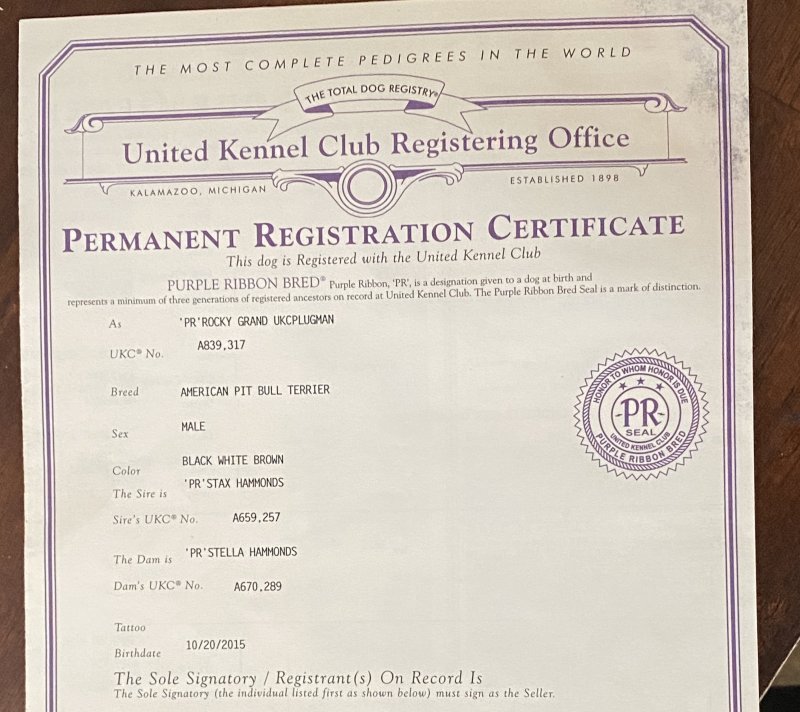 THE MOST COMPLETE PEDIGREES IN THE WORLD
THE TOTAL DOG REGISTRY®
United Kennel Club Registering Office
KALAMAZOO, MICHIGAN
ESTABLISHED 1898
PERMANENT REGISTRATION CERTIFICATE
This dog is Registered with the United Kennel Club
PURPLE RIBBON BRED® Purple Ribbon, 'PR', is a designation given to a dog at birth and
represents a minimum of three generations of registered ancestors on record at United Kennel Club. The Purple Ribbon Bred Seal is a mark of distinction.
As 'PR'ROCKY GRAND UKCPLUGMAN
UKC® No. A839,317
Breed AMERICAN PIT BULL TERRIER
Sex MALE
Color BLACK WHITE BROWN
The Sire is 'PR'STAX HAMMONDS
Sire's UKC® No. A659,257
The Dam is 'PR'STELLA HAMMONDS
Dam's UKC® No. A670,289
Tattoo
Birthdate 10/20/2015
HONOR TO WHOM HONOR IS DUE
PR
SEAL
UNITED KENNEL CLUB
PURPLE RIBBON BRED
The Sole Signatory / Registrant(s) On Record Is
The Sole Signatory (the individual listed first as shown below) must sign as the Seller.